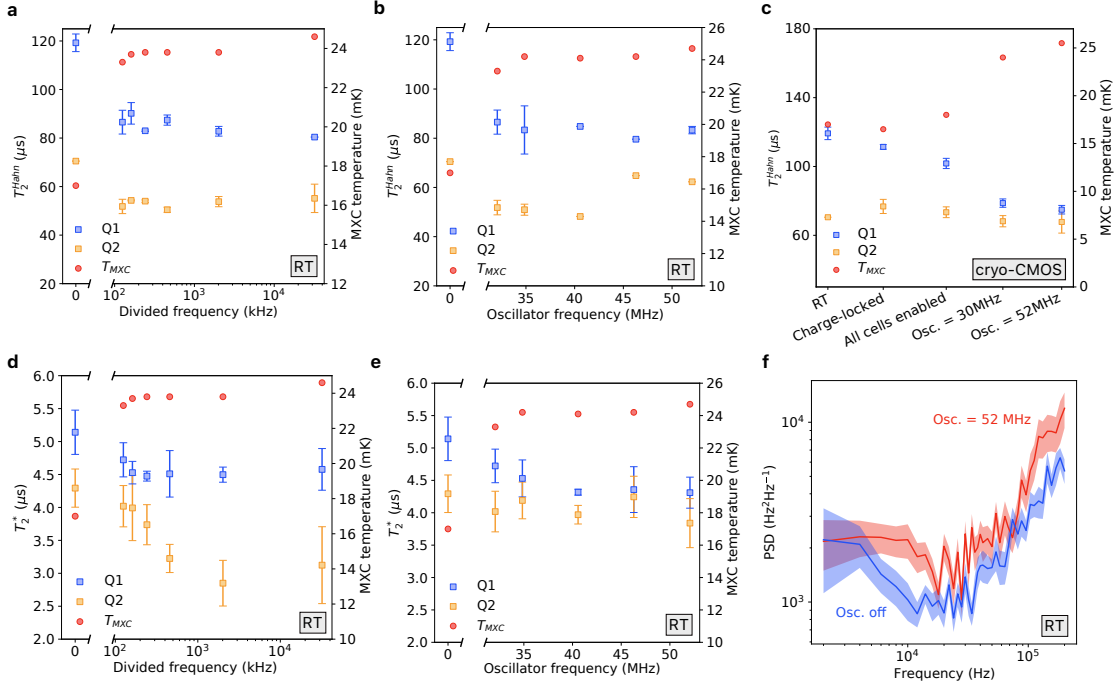 a
120
100
80
60
40
20
T₂ᴴᵃʰⁿ (μs)
24
22
20
18
16
14
12
MXC temperature (mK)
Q1
Q2
T_MXC
RT
0
10²
10³
10⁴
Divided frequency (kHz)
b
120
100
80
60
40
20
T₂ᴴᵃʰⁿ (μs)
26
24
22
20
18
16
14
12
10
MXC temperature (mK)
Q1
Q2
T_MXC
RT
0
35
40
45
50
Oscillator frequency (MHz)
c
180
140
100
60
T₂ᴴᵃʰⁿ (μs)
25
20
15
10
5
0
MXC temperature (mK)
Q1
Q2
T_MXC
cryo-CMOS
RT
Charge-locked
All cells enabled
Osc. = 30MHz
Osc. = 52MHz
d
6.0
5.5
5.0
4.5
4.0
3.5
3.0
2.5
2.0
T₂* (μs)
24
22
20
18
16
14
12
10
MXC temperature (mK)
Q1
Q2
T_MXC
RT
0
10²
10³
10⁴
Divided frequency (kHz)
e
6.0
5.5
5.0
4.5
4.0
3.5
3.0
2.5
2.0
T₂* (μs)
26
24
22
20
18
16
14
12
10
MXC temperature (mK)
Q1
Q2
T_MXC
RT
0
35
40
45
50
Oscillator frequency (MHz)
f
10⁴
10³
PSD (Hz²Hz⁻¹)
Osc. = 52 MHz
Osc. off
RT
10⁴
10⁵
Frequency (Hz)